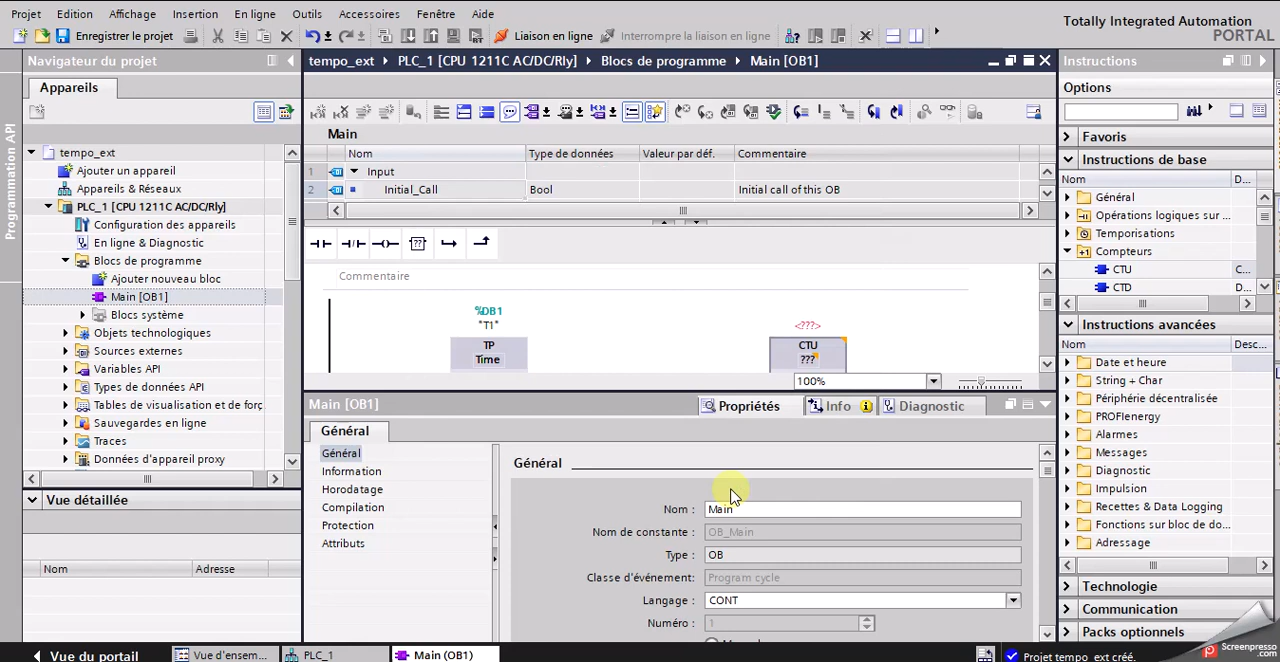 Projet Edition Affichage Insertion En ligne Outils Accessoires Fenêtre Aide
Totally Integrated Automation
PORTAL
Enregistrer le projet
Liaison en ligne
Interrompre la liaison en ligne
Navigateur du projet
tempo_ext PLC_1 [CPU 1211C AC/DC/Rly] Blocs de programme Main [OB1]
Instructions
Appareils
Options
Programmation API
Main
Favoris
Instructions de base
Nom Type de données Valeur par déf. Commentaire
1 Input
2 Initial_Call Bool Initial call of this OB
tempo_ext
Ajouter un appareil
Appareils & Réseaux
PLC_1 [CPU 1211C AC/DC/Rly]
Configuration des appareils
En ligne & Diagnostic
Blocs de programme
Ajouter nouveau bloc
Main [OB1]
Blocs système
Objets technologiques
Sources externes
Variables API
Types de données API
Tables de visualisation et de forç
Sauvegardes en ligne
Traces
Données d'appareil proxy
Vue détaillée
Nom Adresse
??
Commentaire
%DB1
"T1"
TP
Time
<???>
CTU
???
100%
Main [OB1]
Propriétés Info Diagnostic
Général
Général
Information
Horodatage
Compilation
Protection
Attributs
Général
Nom : Main
Nom de constante : OB_Main
Type : OB
Classe d'événement: Program cycle
Langage : CONT
Numéro : 1
Nom D...
Général
Opérations logiques sur ...
Temporisations
Compteurs
CTU C...
CTD D...
Instructions avancées
Nom Desc...
Date et heure
String + Char
Périphérie décentralisée
PROFIenergy
Alarmes
Messages
Diagnostic
Impulsion
Recettes & Data Logging
Fonctions sur bloc de do...
Adressage
Technologie
Communication
Packs optionnels
Vue du portail
Vue d'ensem...
PLC_1
Main (OB1)
Projet tempo_ext créé.
Screenpresso
.com